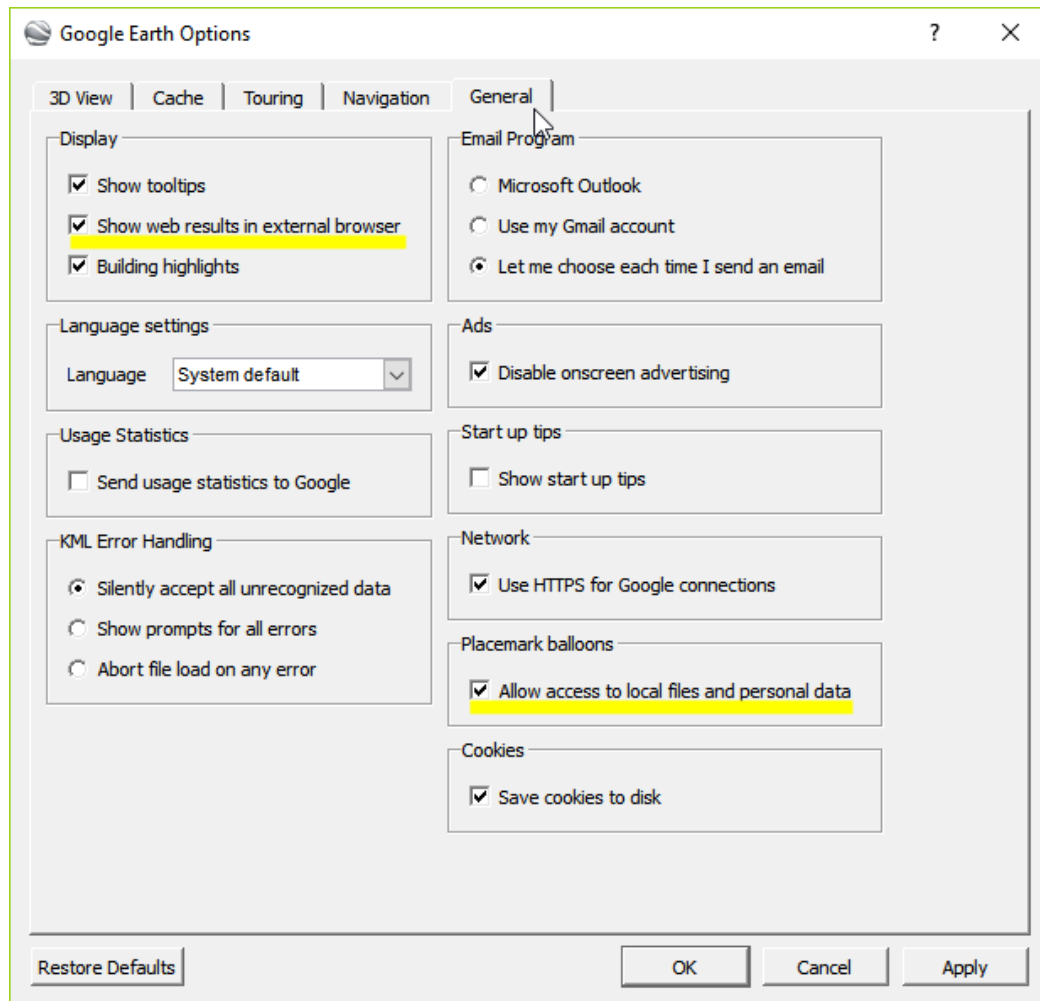 Google Earth Options
?
3D View
Cache
Touring
Navigation
General
Display
Show tooltips
Show web results in external browser
Building highlights
Language settings
Language
System default
Usage Statistics
Send usage statistics to Google
KML Error Handling
Silently accept all unrecognized data
Show prompts for all errors
Abort file load on any error
Email Program
Microsoft Outlook
Use my Gmail account
Let me choose each time I send an email
Ads
Disable onscreen advertising
Start up tips
Show start up tips
Network
Use HTTPS for Google connections
Placemark balloons
Allow access to local files and personal data
Cookies
Save cookies to disk
Restore Defaults
OK
Cancel
Apply